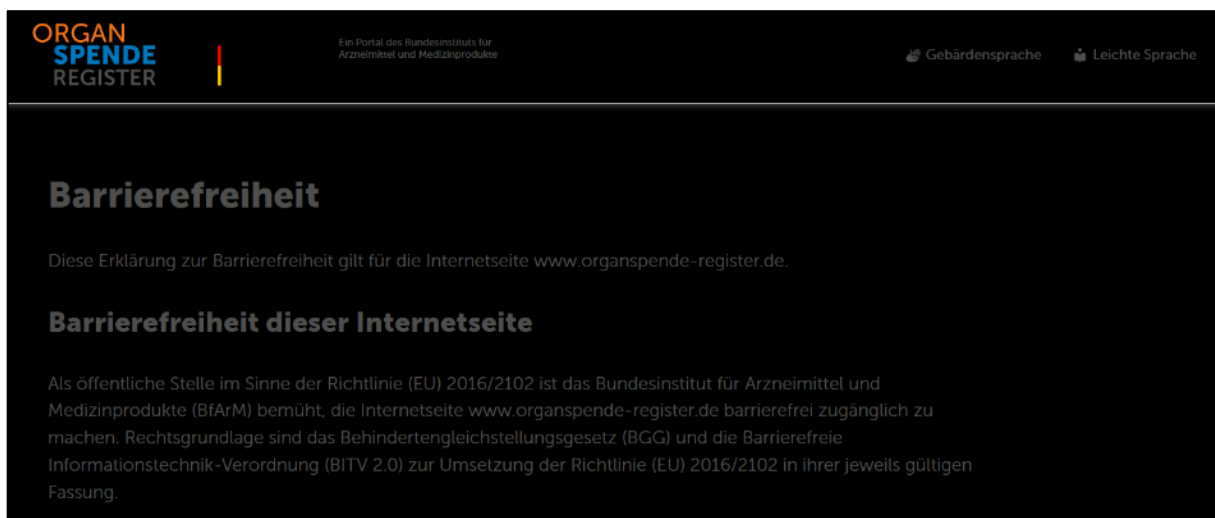 ORGAN
SPENDE
REGISTER
Ein Portal des Bundesinstituts für
Arzneimittel und Medizinprodukte
Gebärdensprache
Leichte Sprache
Barrierefreiheit
Diese Erklärung zur Barrierefreiheit gilt für die Internetseite www.organspende-register.de.
Barrierefreiheit dieser Internetseite
Als öffentliche Stelle im Sinne der Richtlinie (EU) 2016/2102 ist das Bundesinstitut für Arzneimittel und
Medizinprodukte (BfArM) bemüht, die Internetseite www.organspende-register.de barrierefrei zugänglich zu
machen. Rechtsgrundlage sind das Behindertengleichstellungsgesetz (BGG) und die Barrierefreie
Informationstechnik-Verordnung (BITV 2.0) zur Umsetzung der Richtlinie (EU) 2016/2102 in ihrer jeweils gültigen
Fassung.